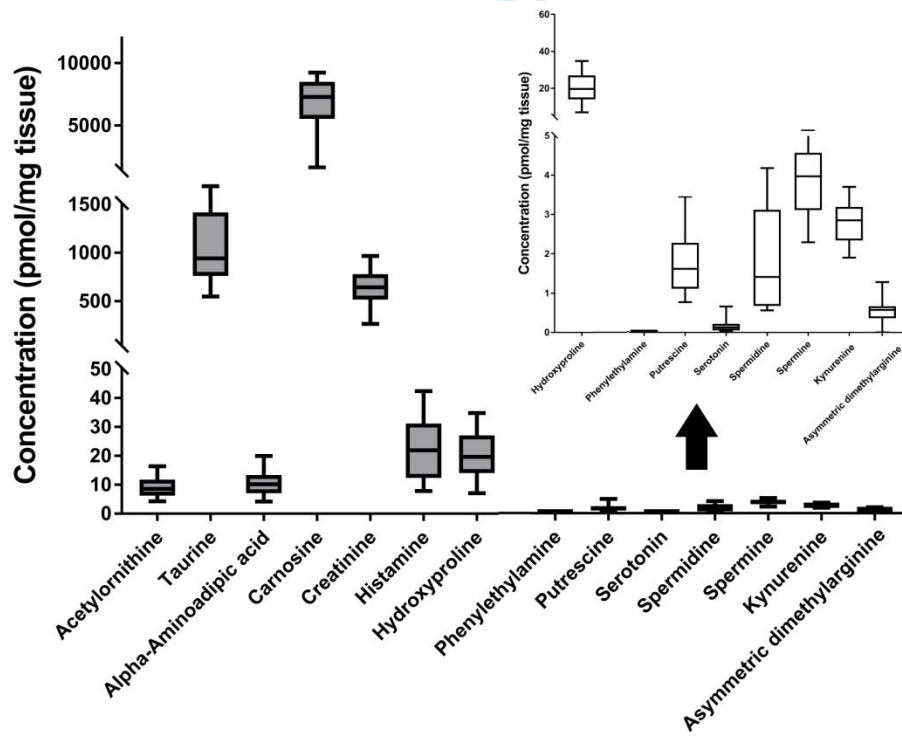 Concentration (pmol/mg tissue)
10000
5000
1500
1000
500
50
40
30
20
10
0
Acetylornithine
Taurine
Alpha-Aminoadipic acid
Carnosine
Creatinine
Histamine
Hydroxyproline
Phenylethylamine
Putrescine
Serotonin
Spermidine
Spermine
Kynurenine
Asymmetric dimethylarginine
Concentration (pmol/mg tissue)
60
40
20
5
4
3
2
1
0
Hydroxyproline
Phenylethylamine
Putrescine
Serotonin
Spermidine
Spermine
Kynurenine
Asymmetric dimethylarginine